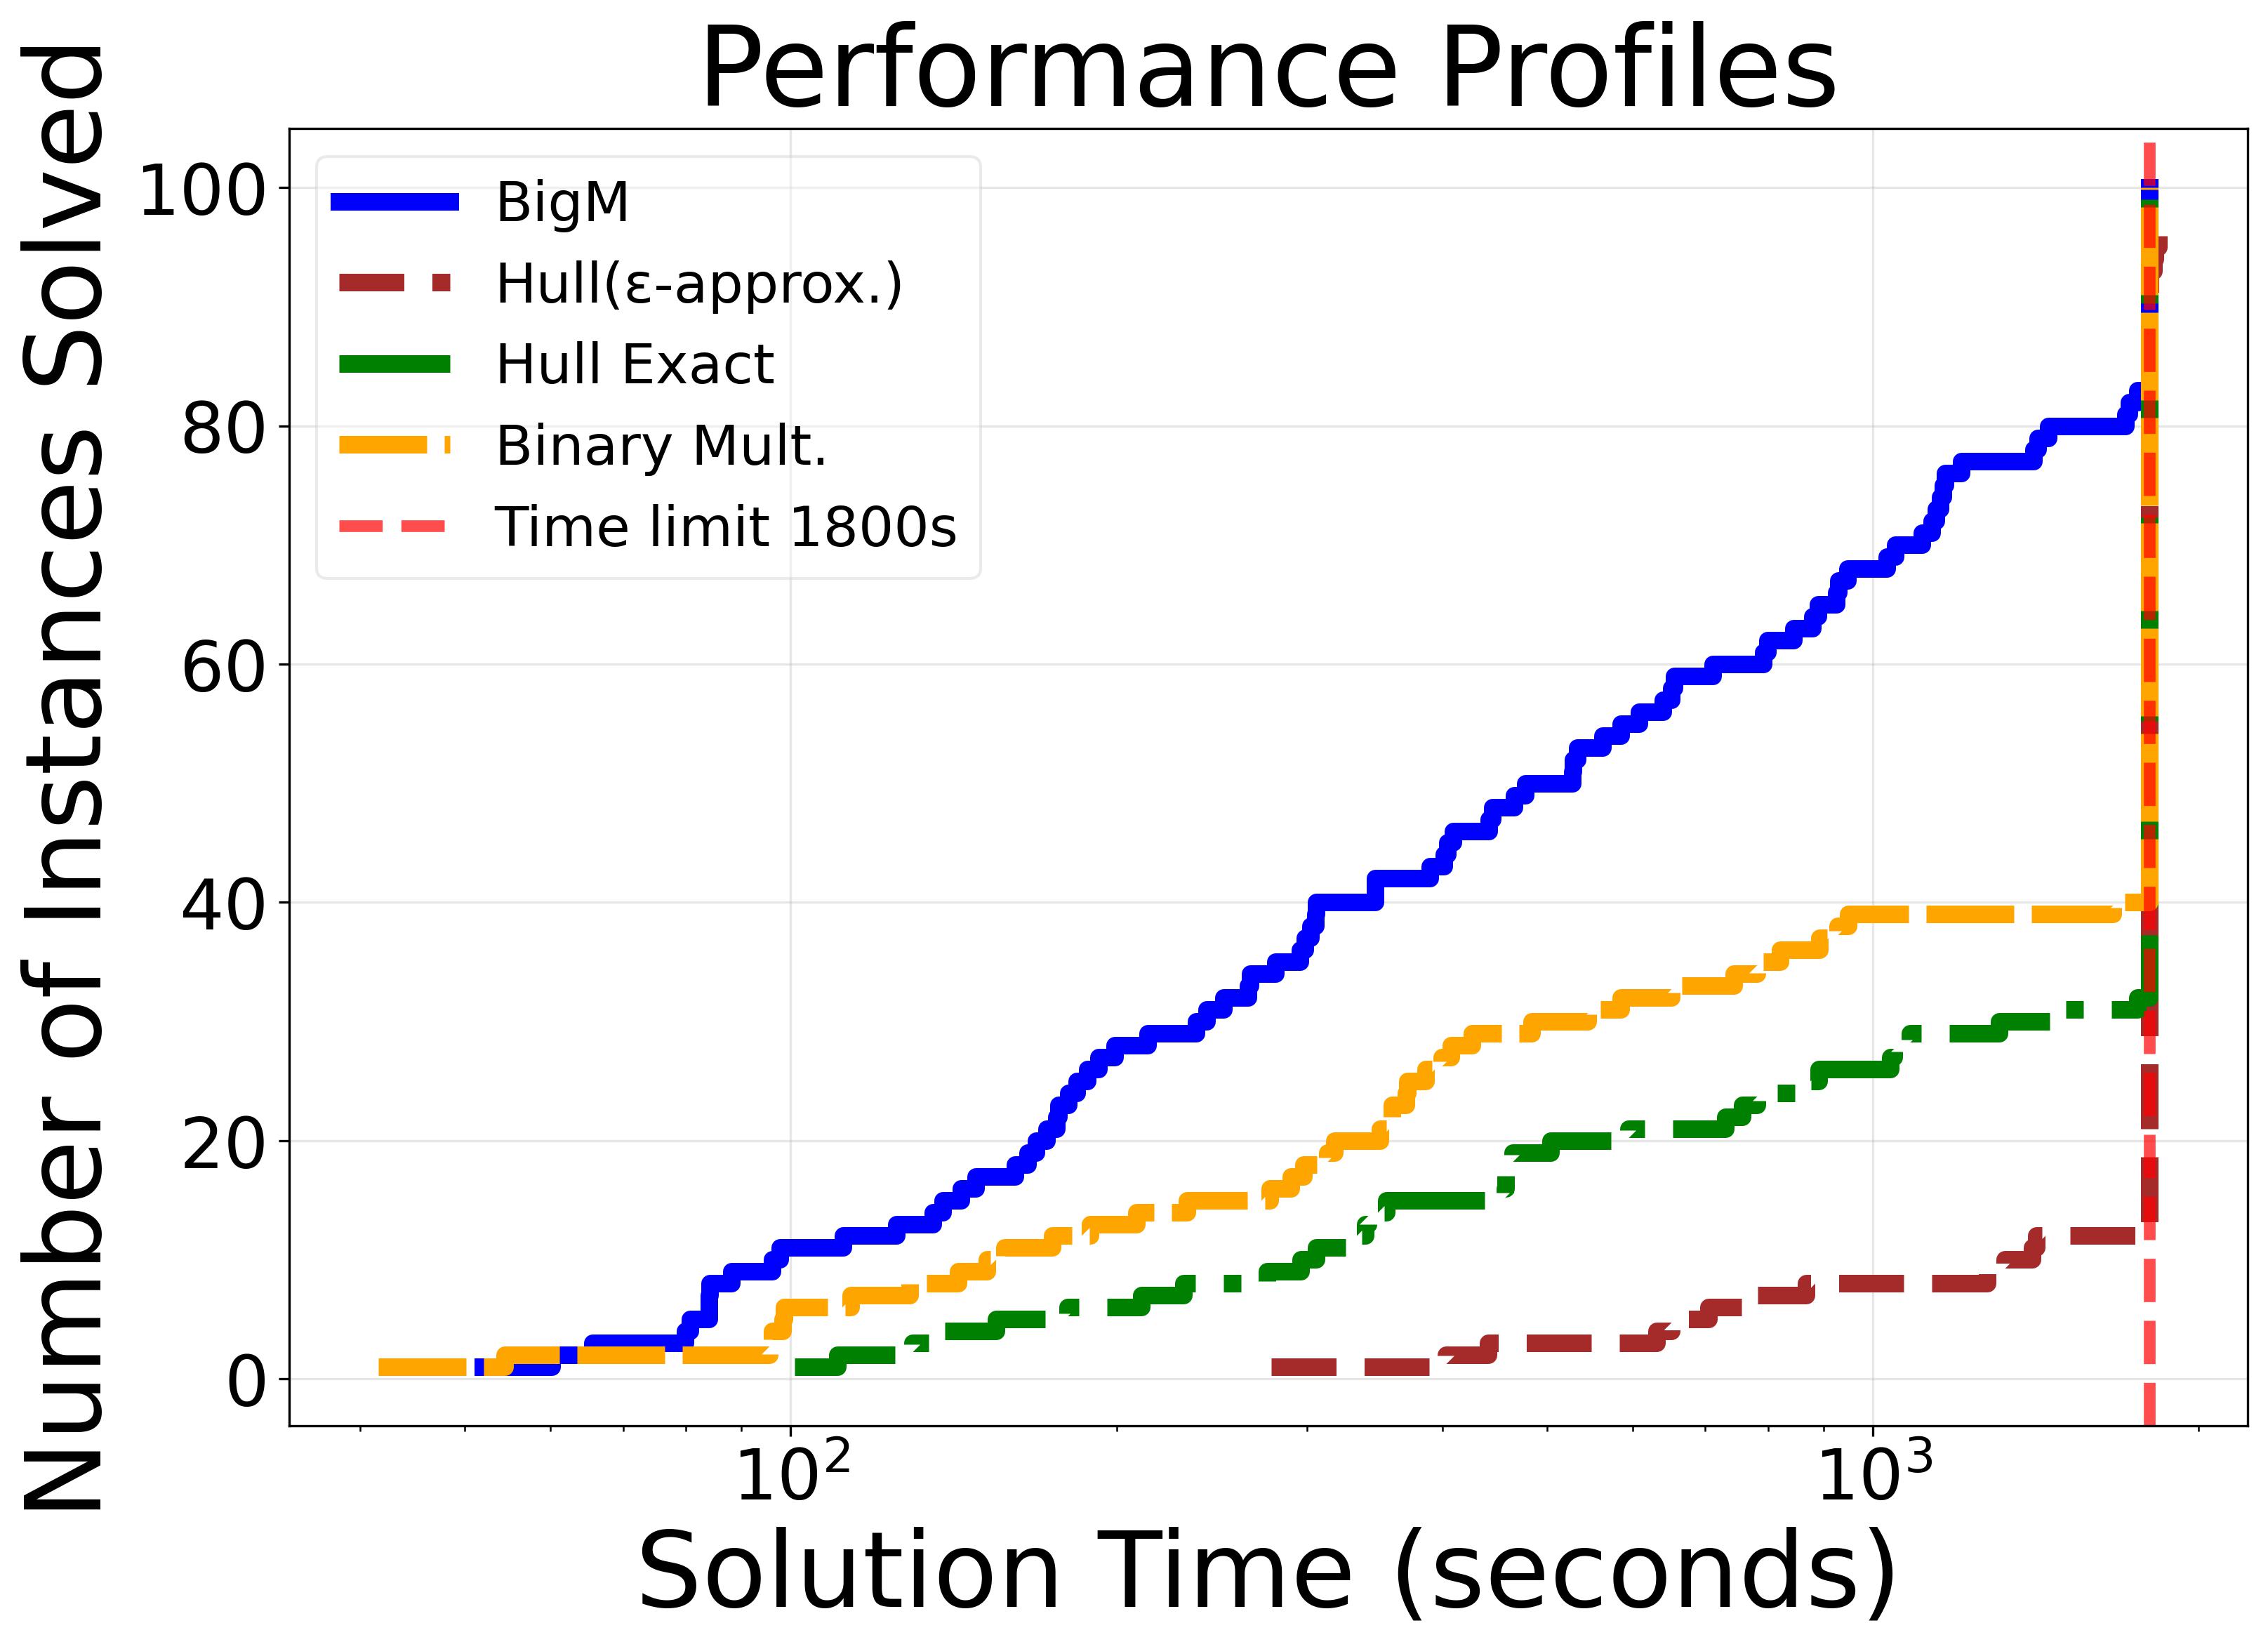 Performance Profiles
Number of Instances Solved
100
80
60
40
20
0
BigM
Hull(ε-approx.)
Hull Exact
Binary Mult.
Time limit 1800s
10²
10³
Solution Time (seconds)